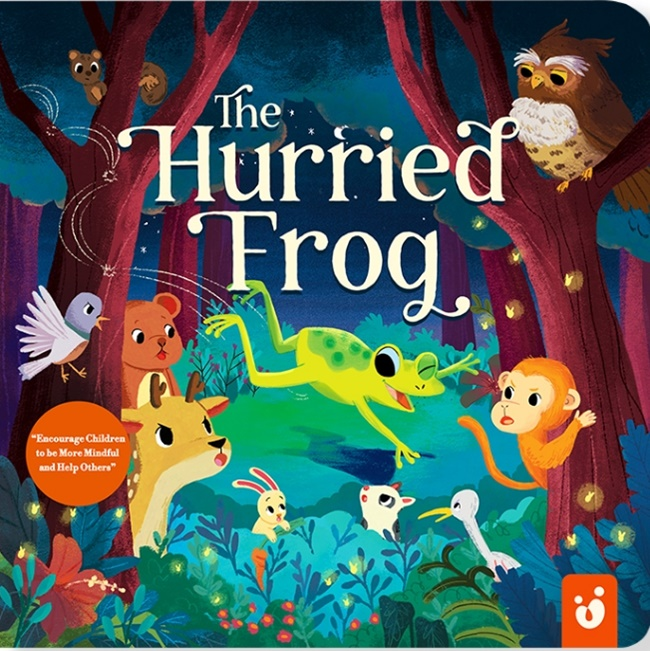 The
Hurried
Frog
"Encourage Children
to be More Mindful
and Help Others"